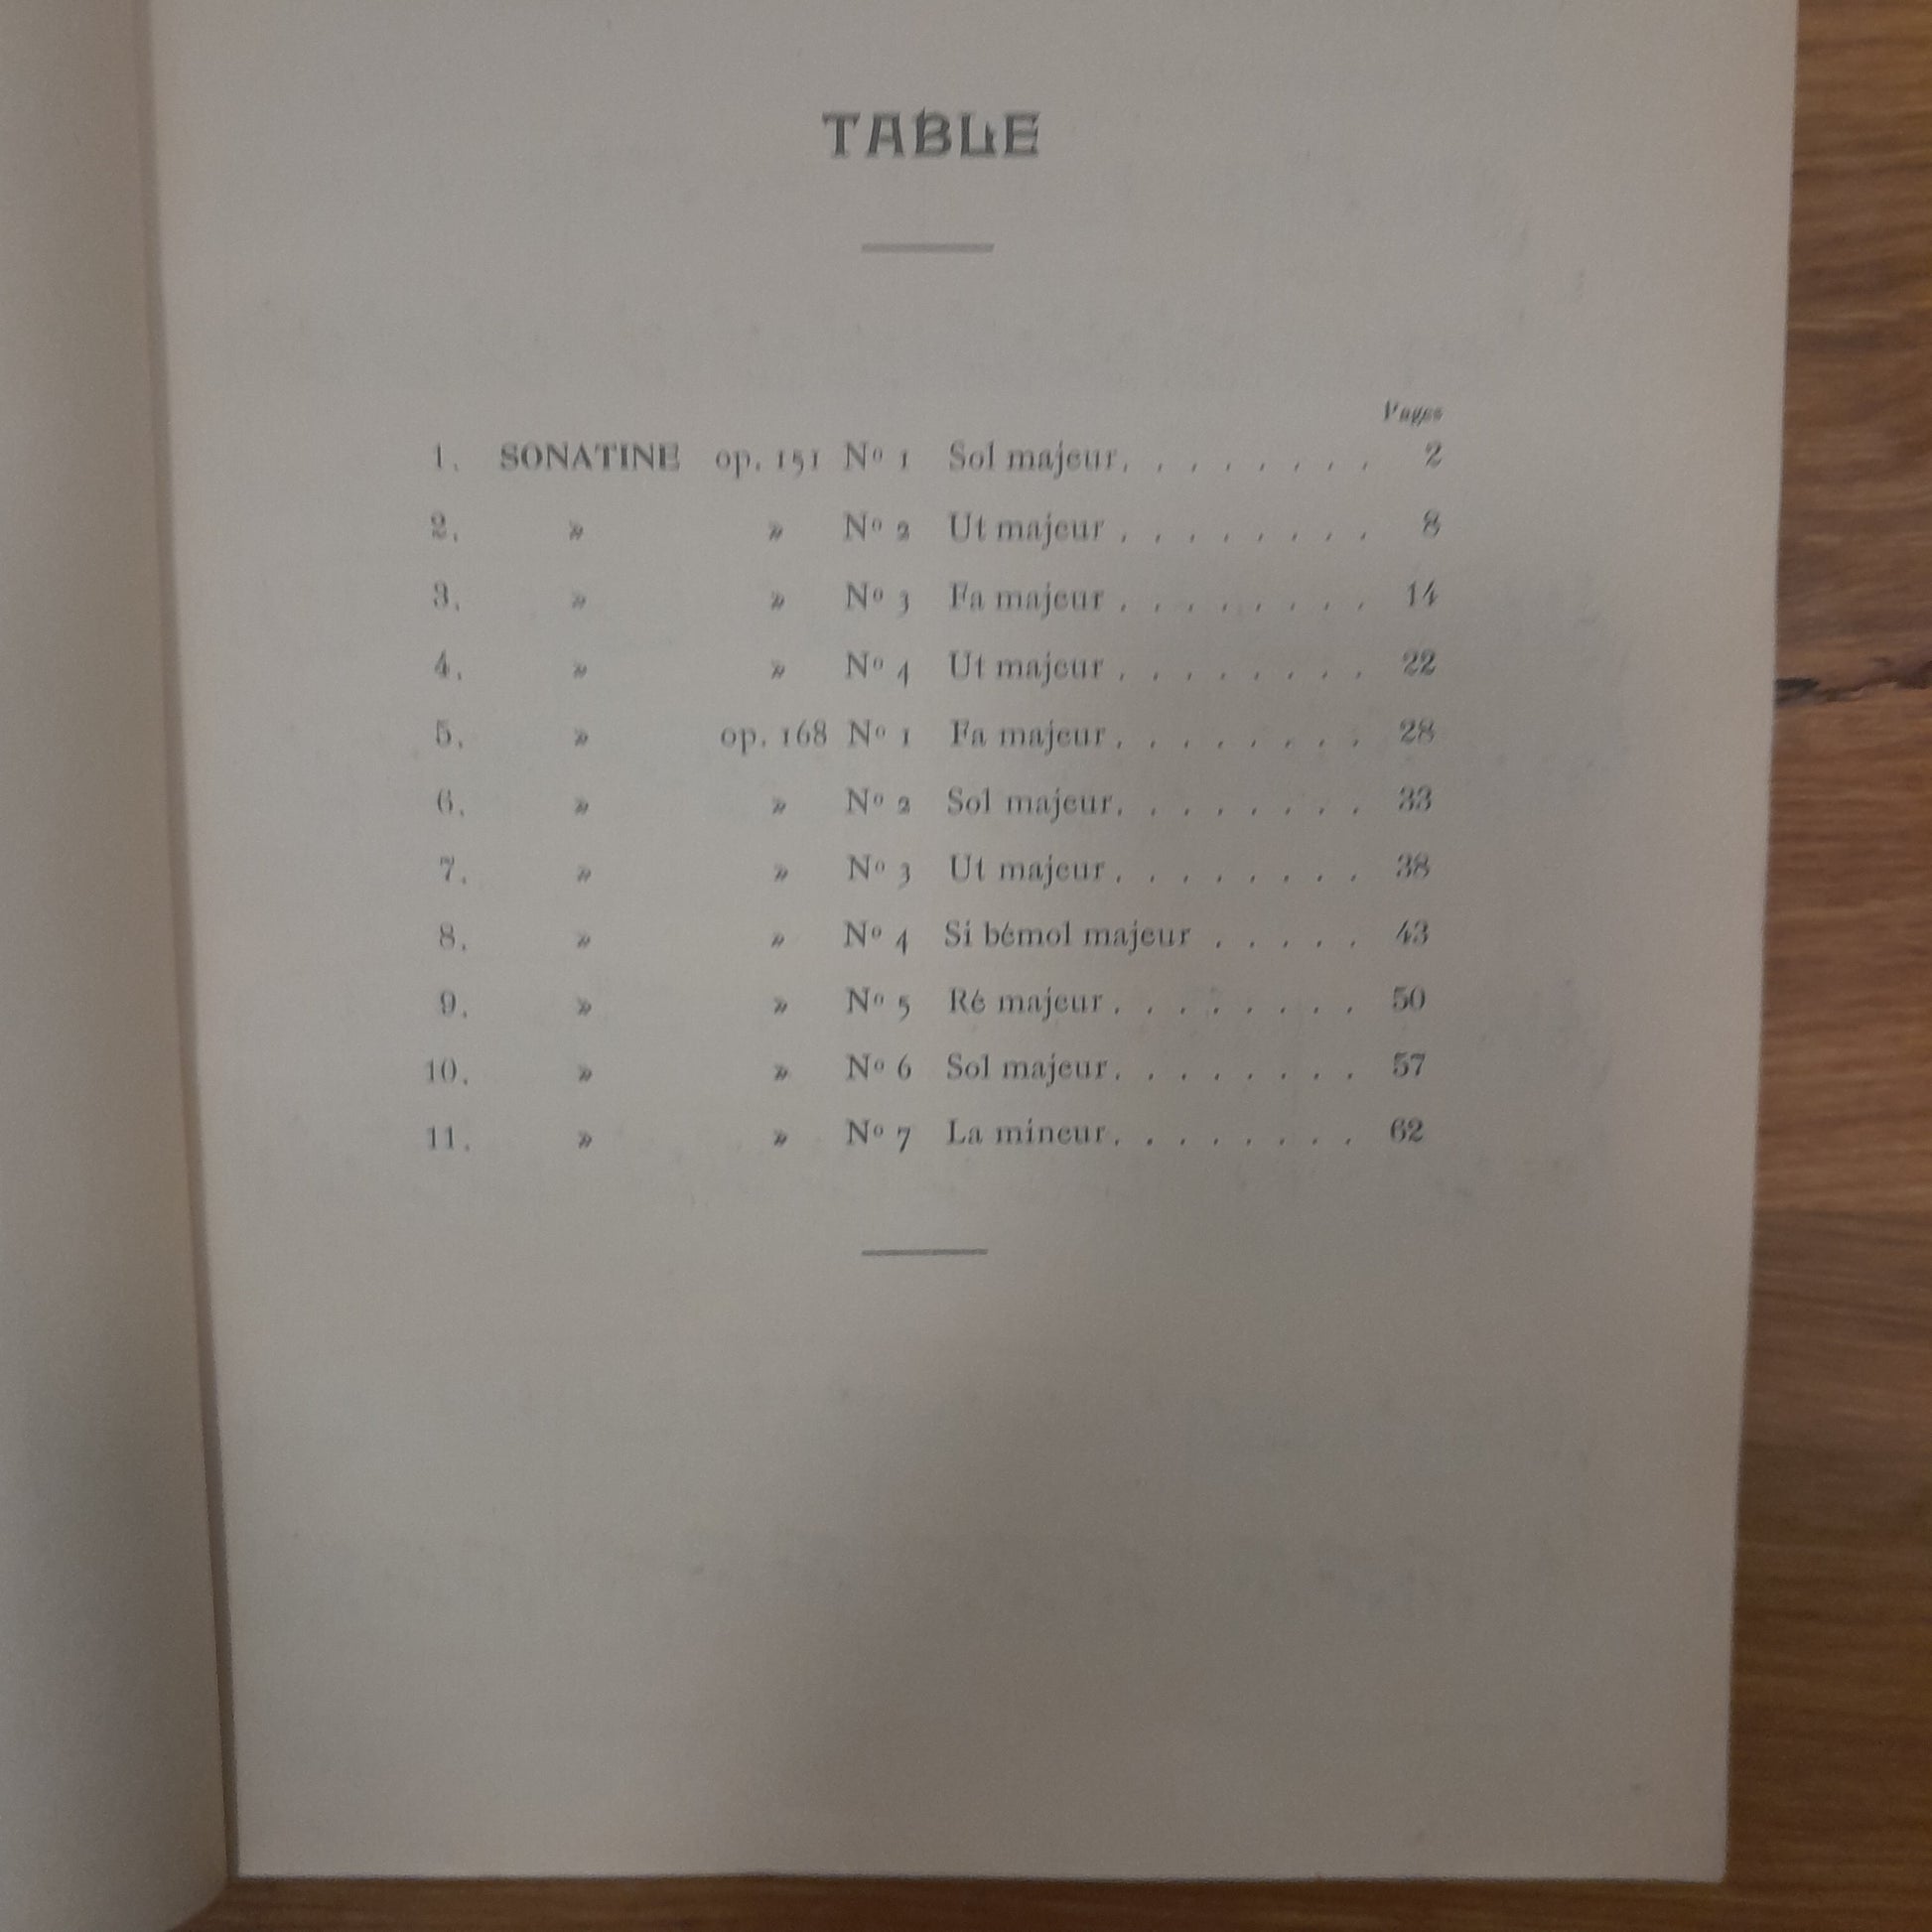 TABLE
Pages
1. SONATINE op. 151 Nº 1 Sol majeur. . . . . . . . 2
2. » » Nº 2 Ut majeur . . . . . . . . 8
3. » » Nº 3 Fa majeur . . . . . . . . 14
4. » » Nº 4 Ut majeur . . . . . . . . 22
5. » op. 168 Nº 1 Fa majeur. . . . . . . . 28
6. » » Nº 2 Sol majeur. . . . . . . . 33
7. » » Nº 3 Ut majeur. . . . . . . . 38
8. » » Nº 4 Si bémol majeur . . . . . 43
9. » » Nº 5 Ré majeur. . . . . . . . 50
10. » » Nº 6 Sol majeur. . . . . . . . 57
11. » » Nº 7 La mineur. . . . . . . . 62